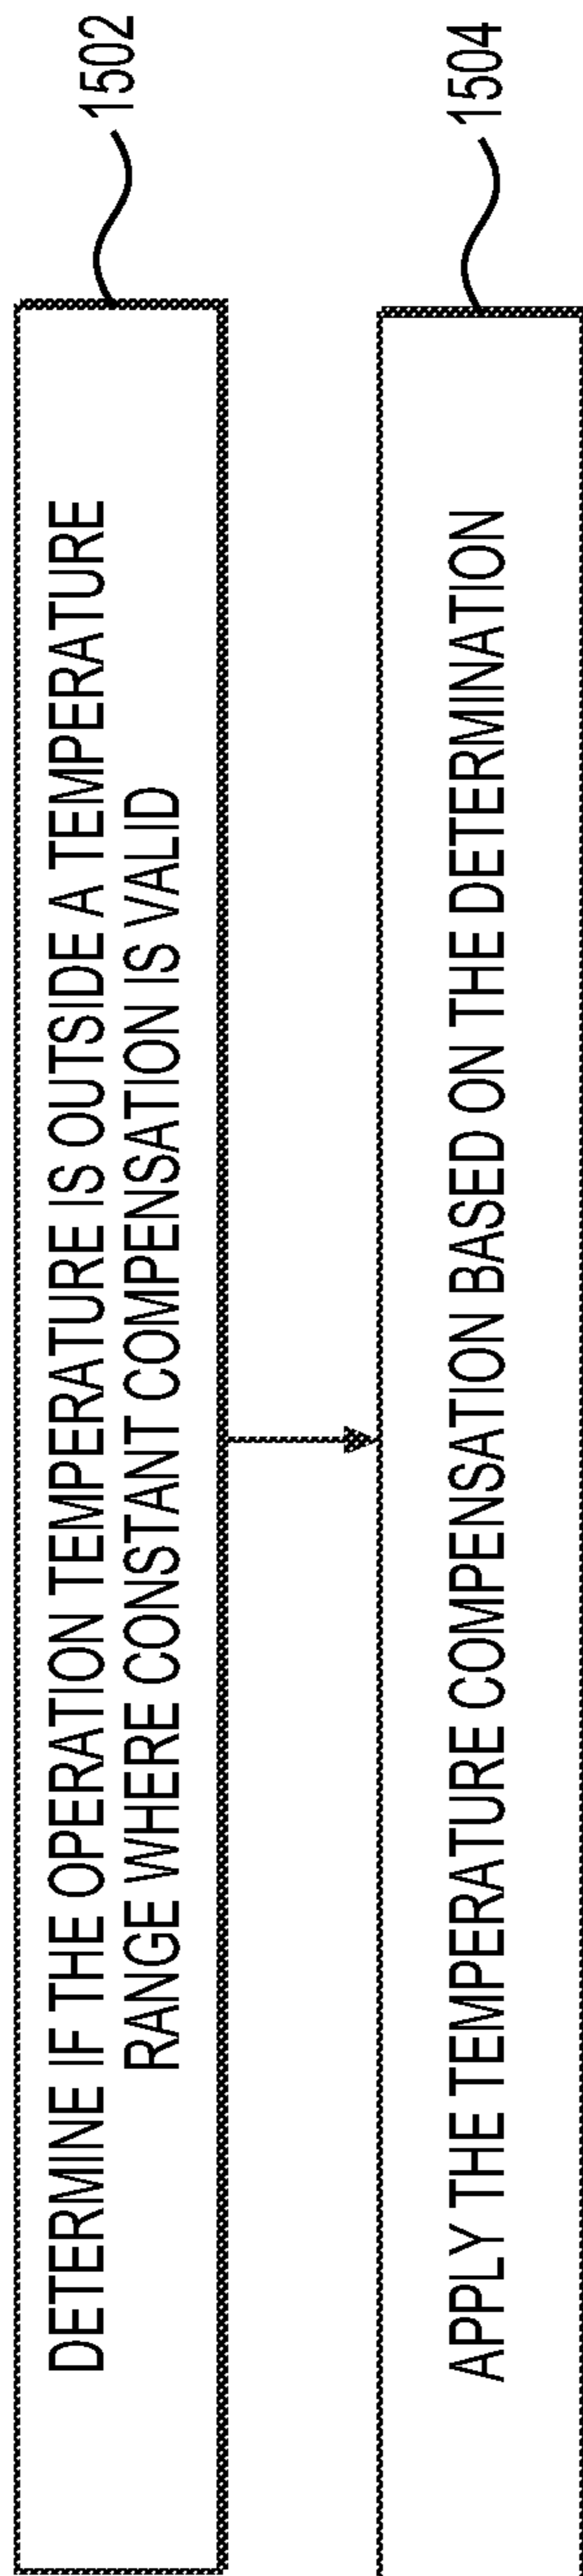 DETERMINE IF THE OPERATION TEMPERATURE IS OUTSIDE A TEMPERATURE
RANGE WHERE CONSTANT COMPENSATION IS VALID
1502
APPLY THE TEMPERATURE COMPENSATION BASED ON THE DETERMINATION
1504